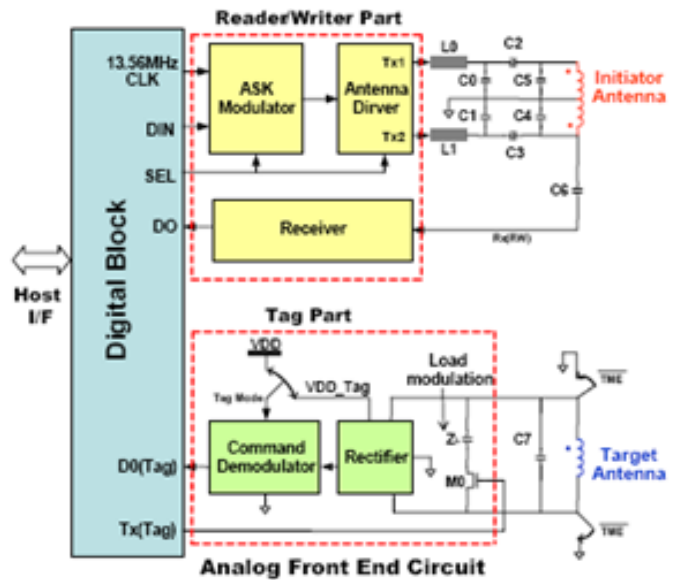 Reader/Writer Part
13.56MHz
CLK
DIN
SEL
DO
Host
I/F
Digital Block
ASK
Modulator
Antenna
Dirver
Tx1
Tx2
L0
L1
C2
C0
C5
C1
C4
C3
C6
Initiator
Antenna
Receiver
Rx(RW)
Tag Part
VDD
Tag Mode
VDD_Tag
Load
modulation
Command
Demodulator
Rectifier
M0
C7
TME
Target
Antenna
TME
D0(Tag)
Tx(Tag)
Analog Front End Circuit